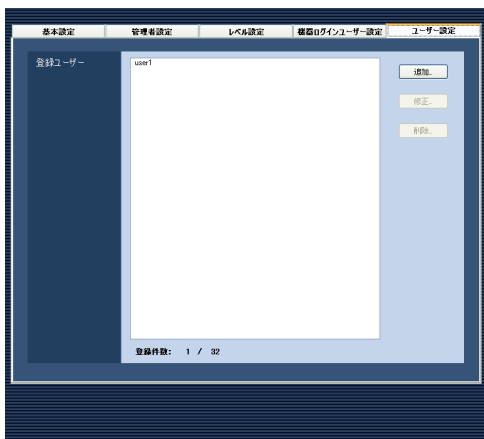 基本設定 管理者設定 レベル設定 機器ログインユーザー設定 ユーザー設定
登録ユーザー
user1
追加...
修正...
削除...
登録件数: 1 / 32